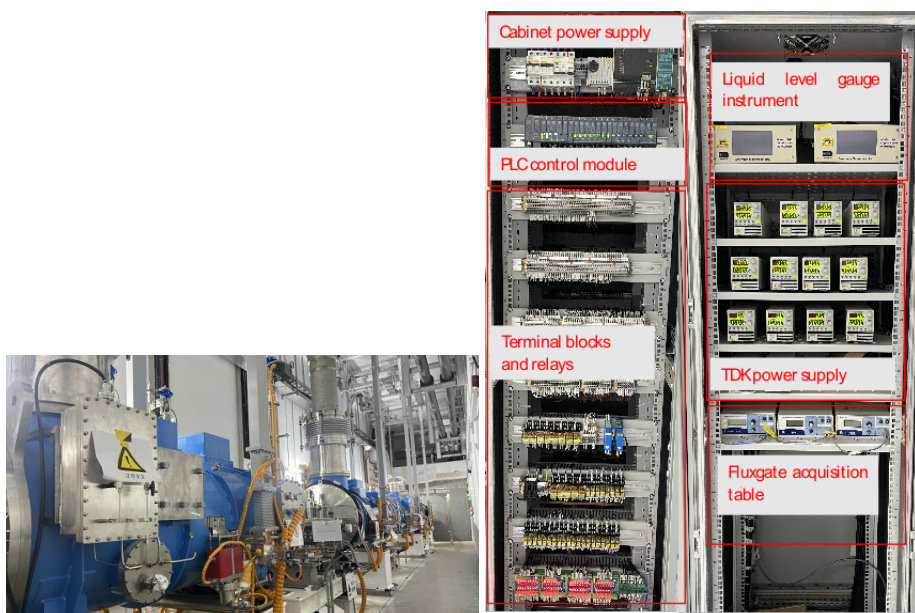 Cabinet power supply
PLC control module
Terminal blocks
and relays
Liquid level gauge
instrument
TDK power supply
Fluxgate acquisition
table